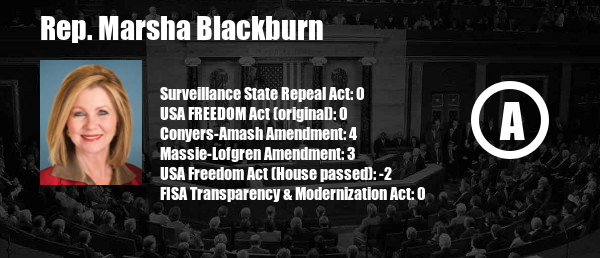 Rep. Marsha Blackburn
Surveillance State Repeal Act: 0
USA FREEDOM Act (original): 0
Conyers-Amash Amendment: 4
Massie-Lofgren Amendment: 3
USA Freedom Act (House passed): -2
FISA Transparency & Modernization Act: 0
A